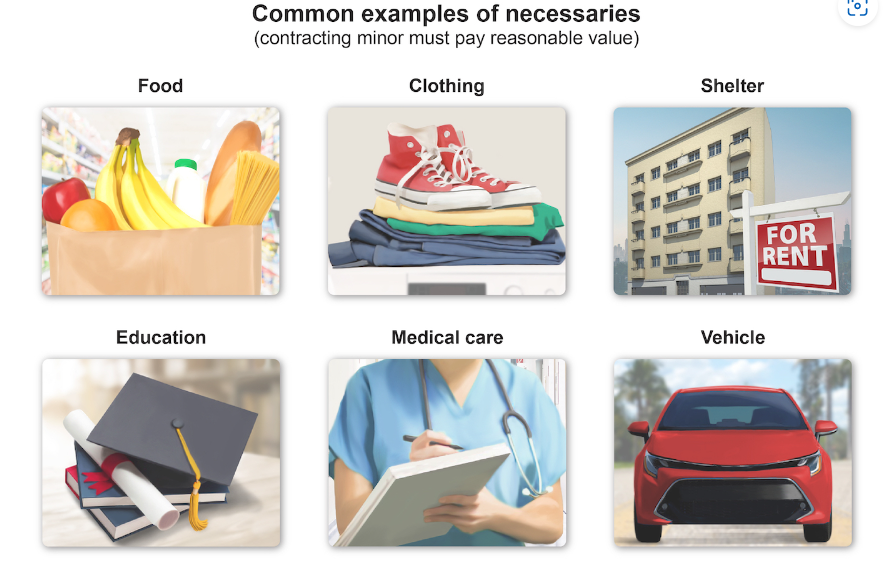 Common examples of necessaries
(contracting minor must pay reasonable value)
Food
Clothing
Shelter
FOR
RENT
Education
Medical care
Vehicle